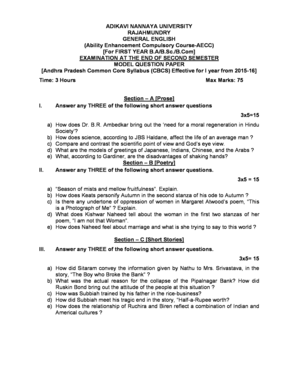 ADIKAVI NANNAYA UNIVERSITY
RAJAHMUNDRY
GENERAL ENGLISH
(Ability Enhancement Compulsory Course-AECC)
[For FIRST YEAR B.A/B.Sc./B.Com]
EXAMINATION AT THE END OF SECOND SEMESTER
MODEL QUESTION PAPER
[Andhra Pradesh Common Core Syllabus (CBCS) Effective for I year from 2015-16]
Time: 3 Hours Max Marks: 75
Section – A [Prose]
I. Answer any THREE of the following short answer questions
3x5=15
a) How does Dr. B.R. Ambedkar bring out the 'need for a moral regeneration in Hindu
Society'?
b) How does science, according to JBS Haldane, affect the life of an average man ?
c) Compare and contrast the scientific point of view and God's eye view.
d) What are the models of greetings of Japanese, Indians, Chinese, and the Arabs ?
e) What, according to Gardiner, are the disadvantages of shaking hands?
Section – B [Poetry]
II. Answer any THREE of the following short answer questions.
3x5 = 15
a) "Season of mists and mellow fruitfulness". Explain.
b) How does Keats personify Autumn in the second stanza of his ode to Autumn ?
c) Is there any undertone of oppression of women in Margaret Atwood's poem, "This
is a Photograph of Me" ? Explain.
d) What does Kishwar Naheed tell about the woman in the first two stanzas of her
poem, "I am not that Woman".
e) How does Naheed feel about marriage and what is she trying to say to this world ?
Section – C [Short Stories]
III. Answer any THREE of the following short answer questions.
3x5= 15
a) How did Sitaram convey the information given by Nathu to Mrs. Srivastava, in the
story, "The Boy who Broke the Bank"?
b) What was the actual reason for the collapse of the Pipalnagar Bank? How did
Ruskin Bond bring out the attitude of the people at this situation ?
c) How was Subbiah trained by his father in the rice-business?
d) How did Subbiah meet his tragic end in the story, "Half-a-Rupee worth?
e) How does the relationship of Ruchira and Biren reflect a combination of Indian and
Americal cultures ?